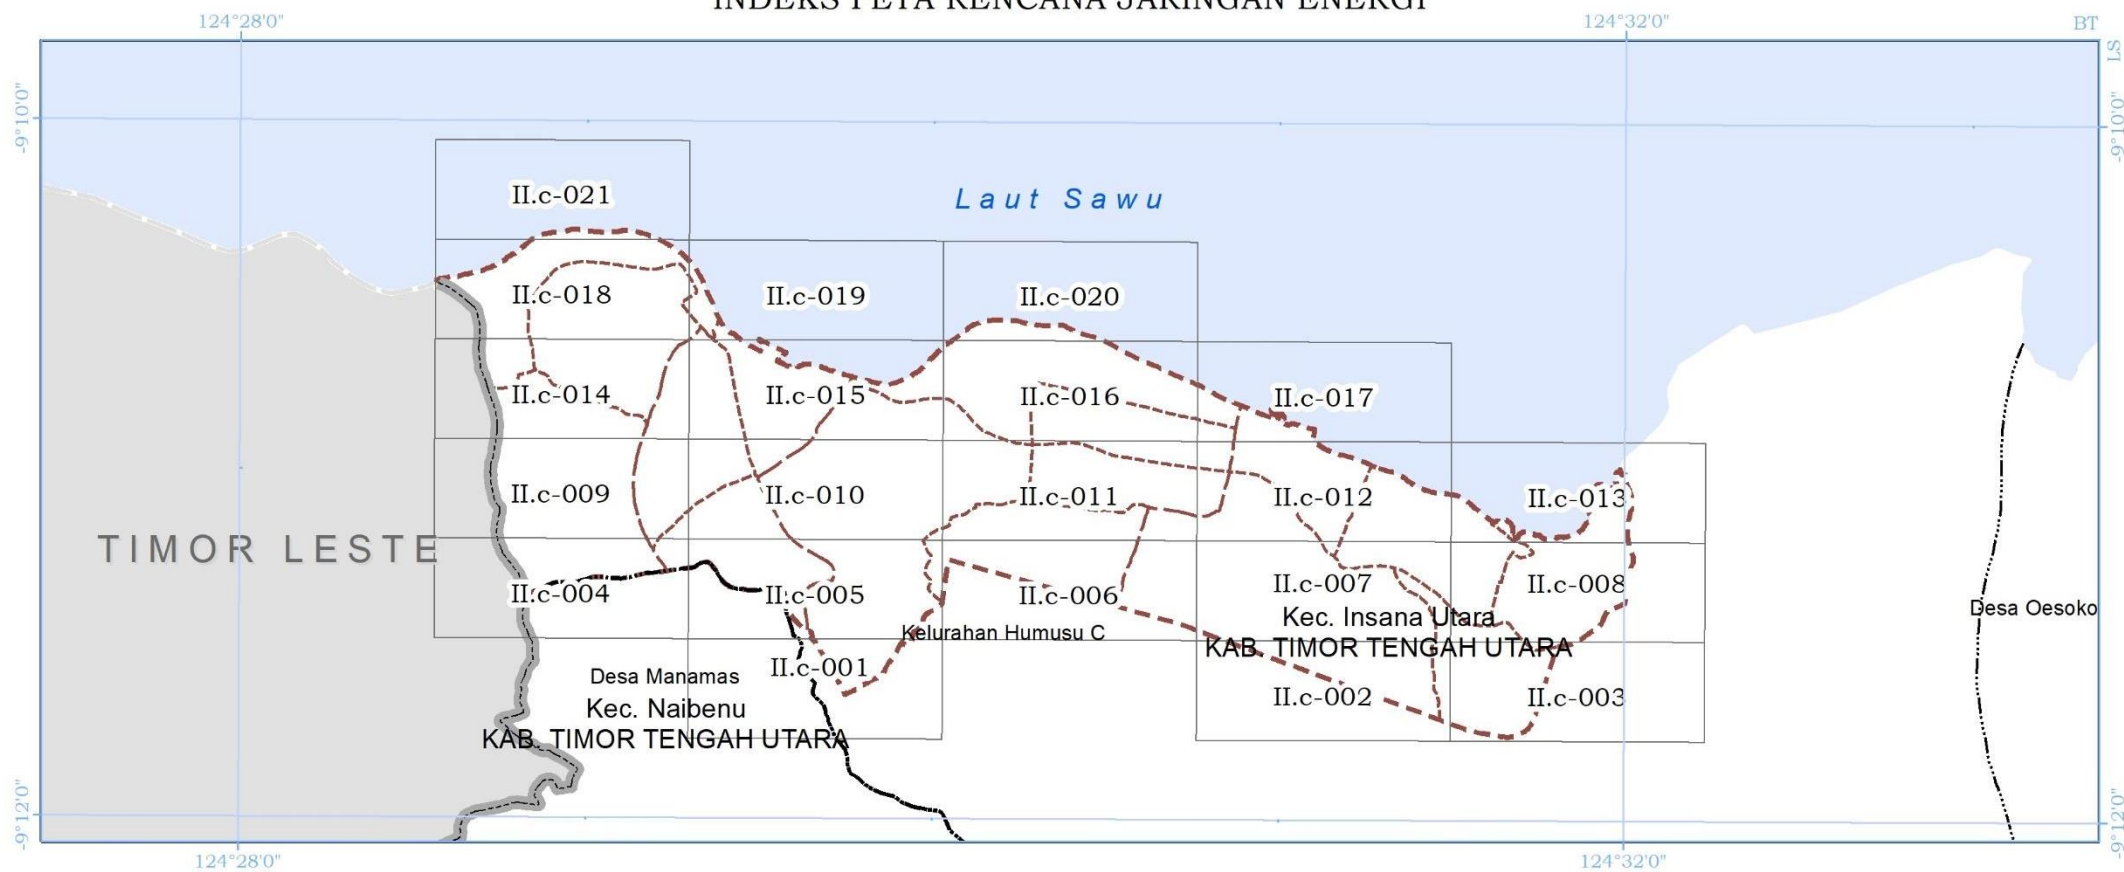 INDEKS PETA RENCANA JARINGAN ENERGI
124°28'0"
124°32'0"
BT
LS
-9°10'0"
-9°10'0"
II.c-021
Laut Sawu
II.c-018
II.c-019
II.c-020
II.c-014
II.c-015
II.c-016
II.c-017
II.c-009
II.c-010
II.c-011
II.c-012
II.c-013
TIMOR LESTE
II.c-004
II.c-005
II.c-006
II.c-007
II.c-008
Kec. Insana Utara
KAB. TIMOR TENGAH UTARA
Desa Oesoko
Kelurahan Humusu C
II.c-001
Desa Manamas
Kec. Naibenu
KAB. TIMOR TENGAH UTARA
II.c-002
II.c-003
-9°12'0"
-9°12'0"
124°28'0"
124°32'0"